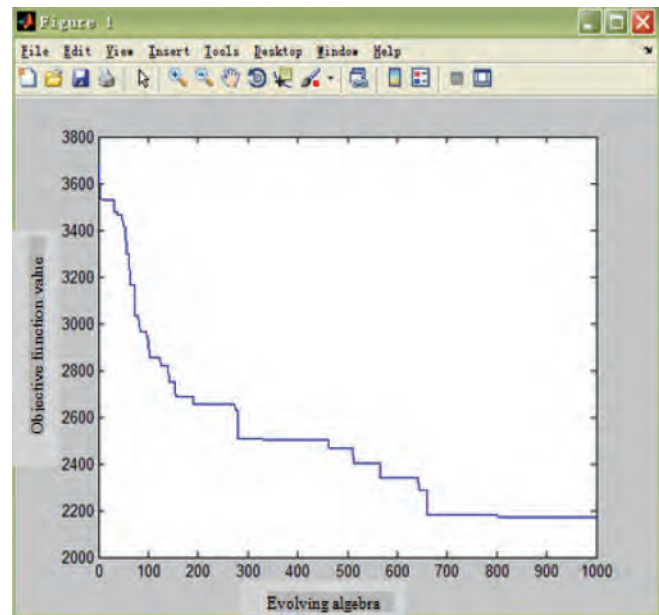 Figure 1
File Edit View Insert Tools Desktop Window Help
3800
3600
3400
3200
3000
2800
2600
2400
2200
2000
Objective function value
0 100 200 300 400 500 600 700 800 900 1000
Evolving algebra